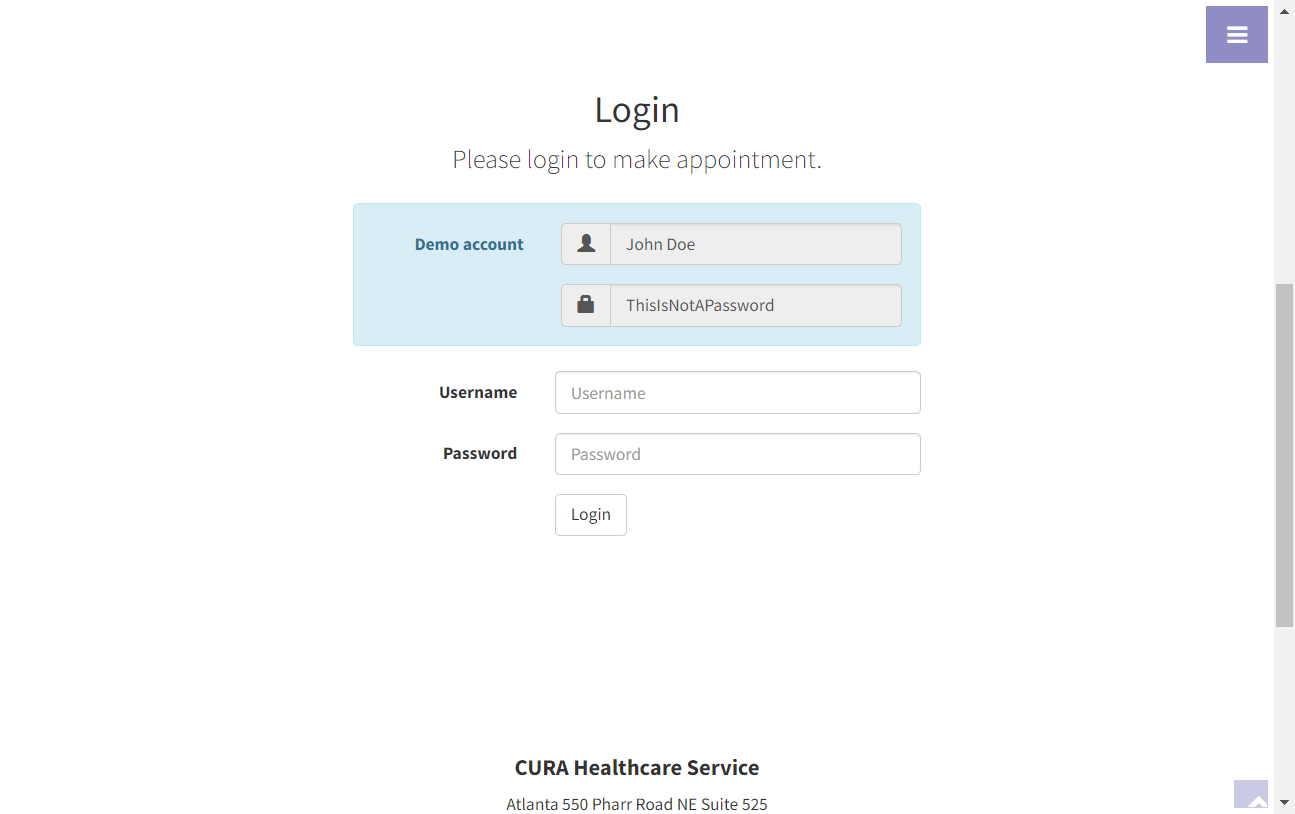 Login
Please login to make appointment.
Demo account
John Doe
ThisIsNotAPassword
Username
Username
Password
Password
Login
CURA Healthcare Service
Atlanta 550 Pharr Road NE Suite 525